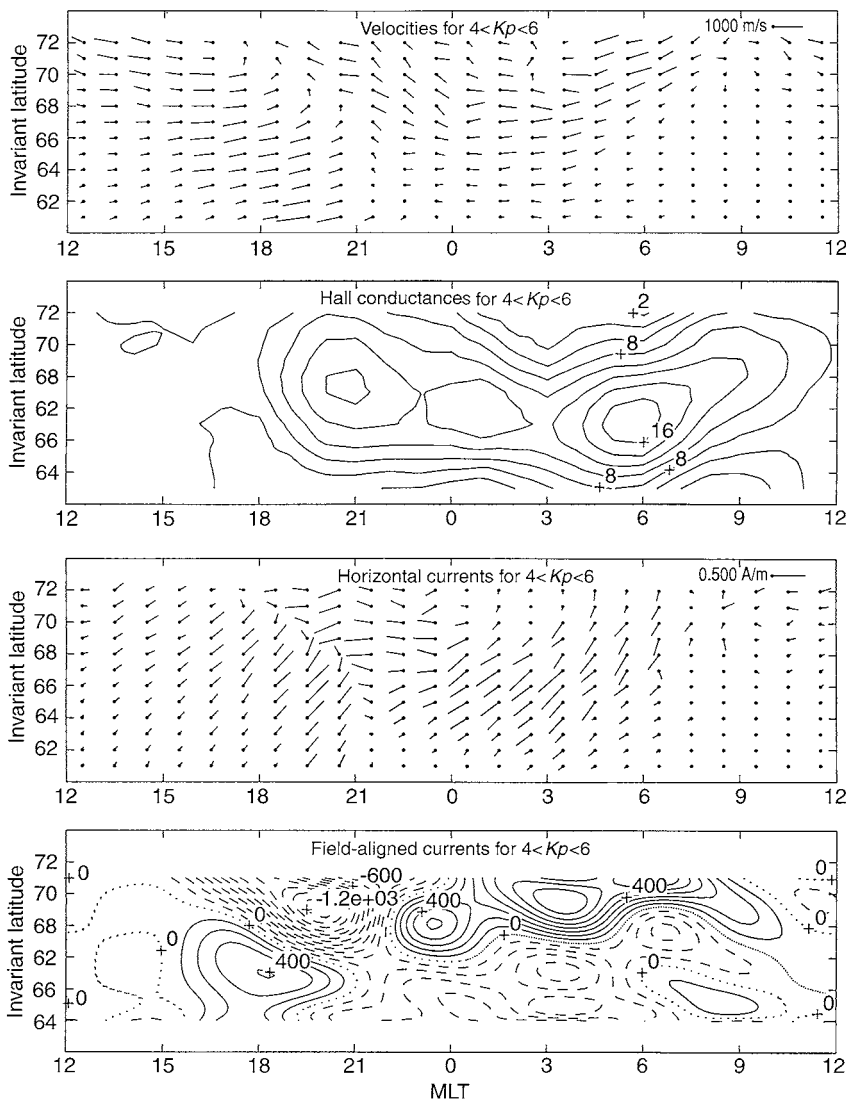 Velocities for 4<Kp<6
1000 m/s
Invariant latitude
72
70
68
66
64
62
12 15 18 21 0 3 6 9 12
Hall conductances for 4<Kp<6
Invariant latitude
72
70
68
62
66
64
2
8
16
8
8
12 15 18 21 0 3 6 9 12
Horizontal currents for 4<Kp<6
0.500 A/m
Invariant latitude
72
70
68
66
64
62
12 15 18 21 0 3 6 9 12
Field-aligned currents for 4<Kp<6
Invariant latitude
72
70
68
62
66
64
0
-600
-1.2e+03
400
400
0
0
0
0
400
0
0
0
0
0
12 15 18 21 0 3 6 9 12
MLT